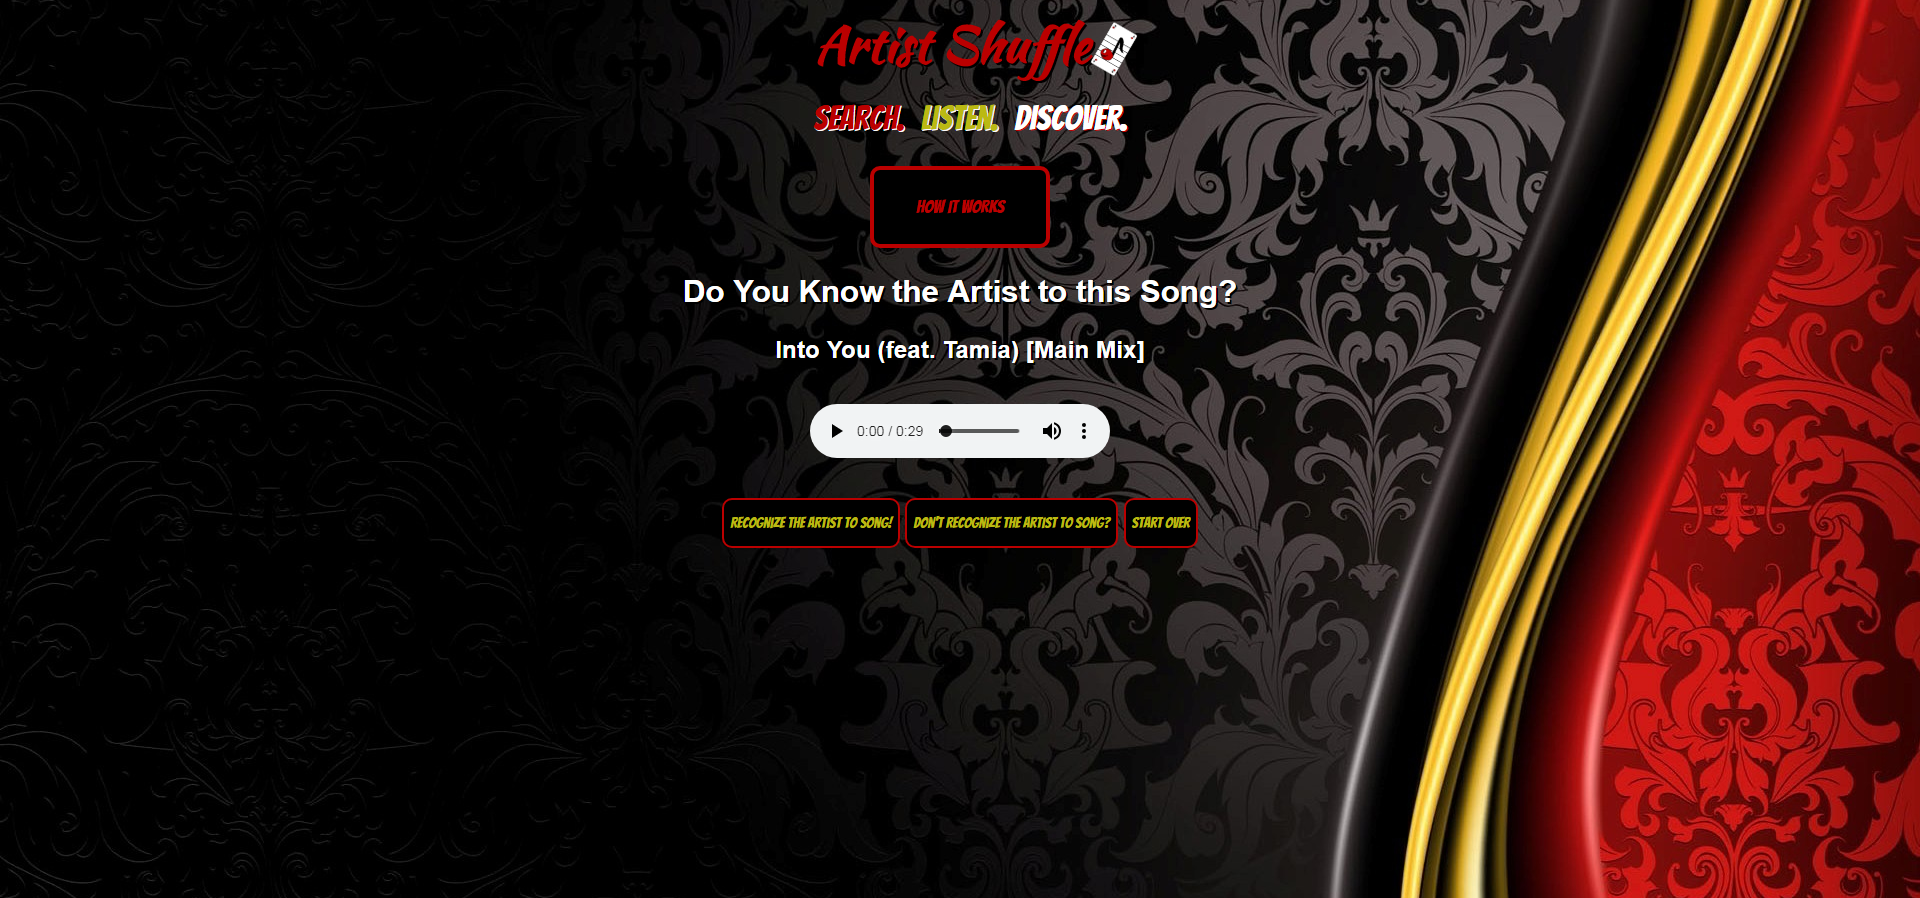 Artist Shuffle
SEARCH. LISTEN. DISCOVER.
HOW IT WORKS
Do You Know the Artist to this Song?
Into You (feat. Tamia) [Main Mix]
0:00 / 0:29
RECOGNIZE THE ARTIST TO SONG! DON'T RECOGNIZE THE ARTIST TO SONG? START OVER